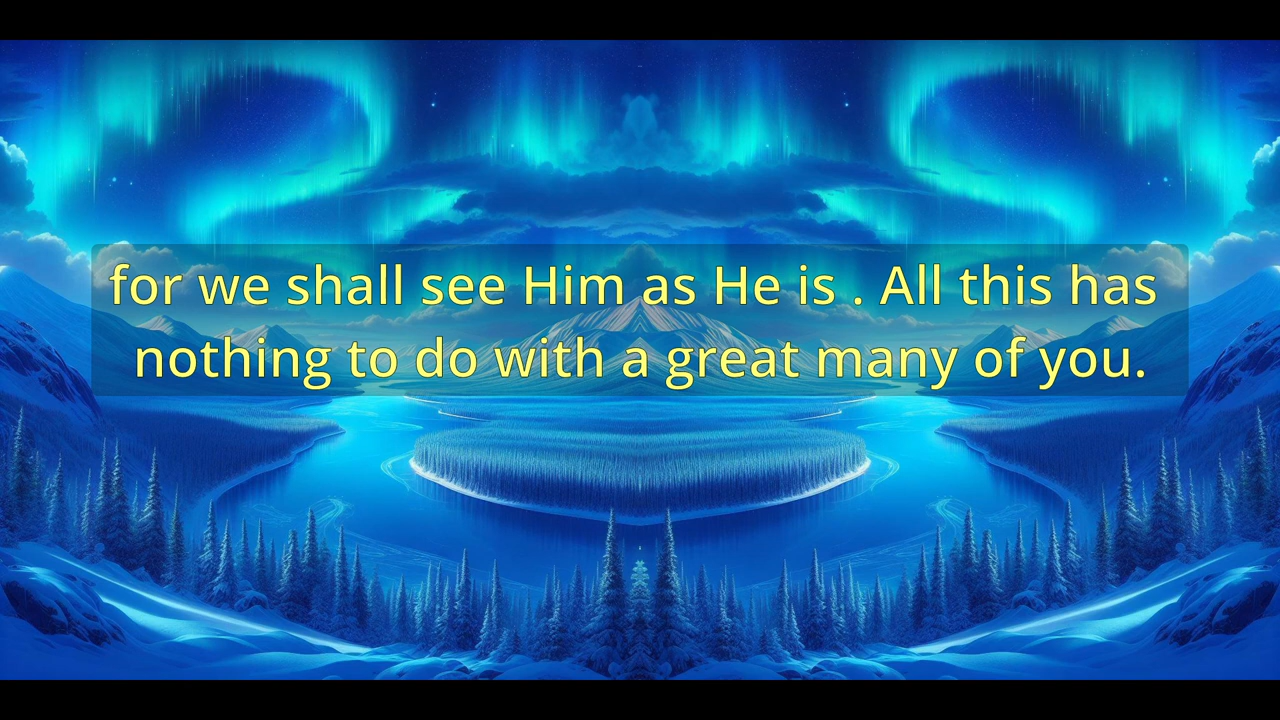 for we shall see Him as He is . All this has
nothing to do with a great many of you.